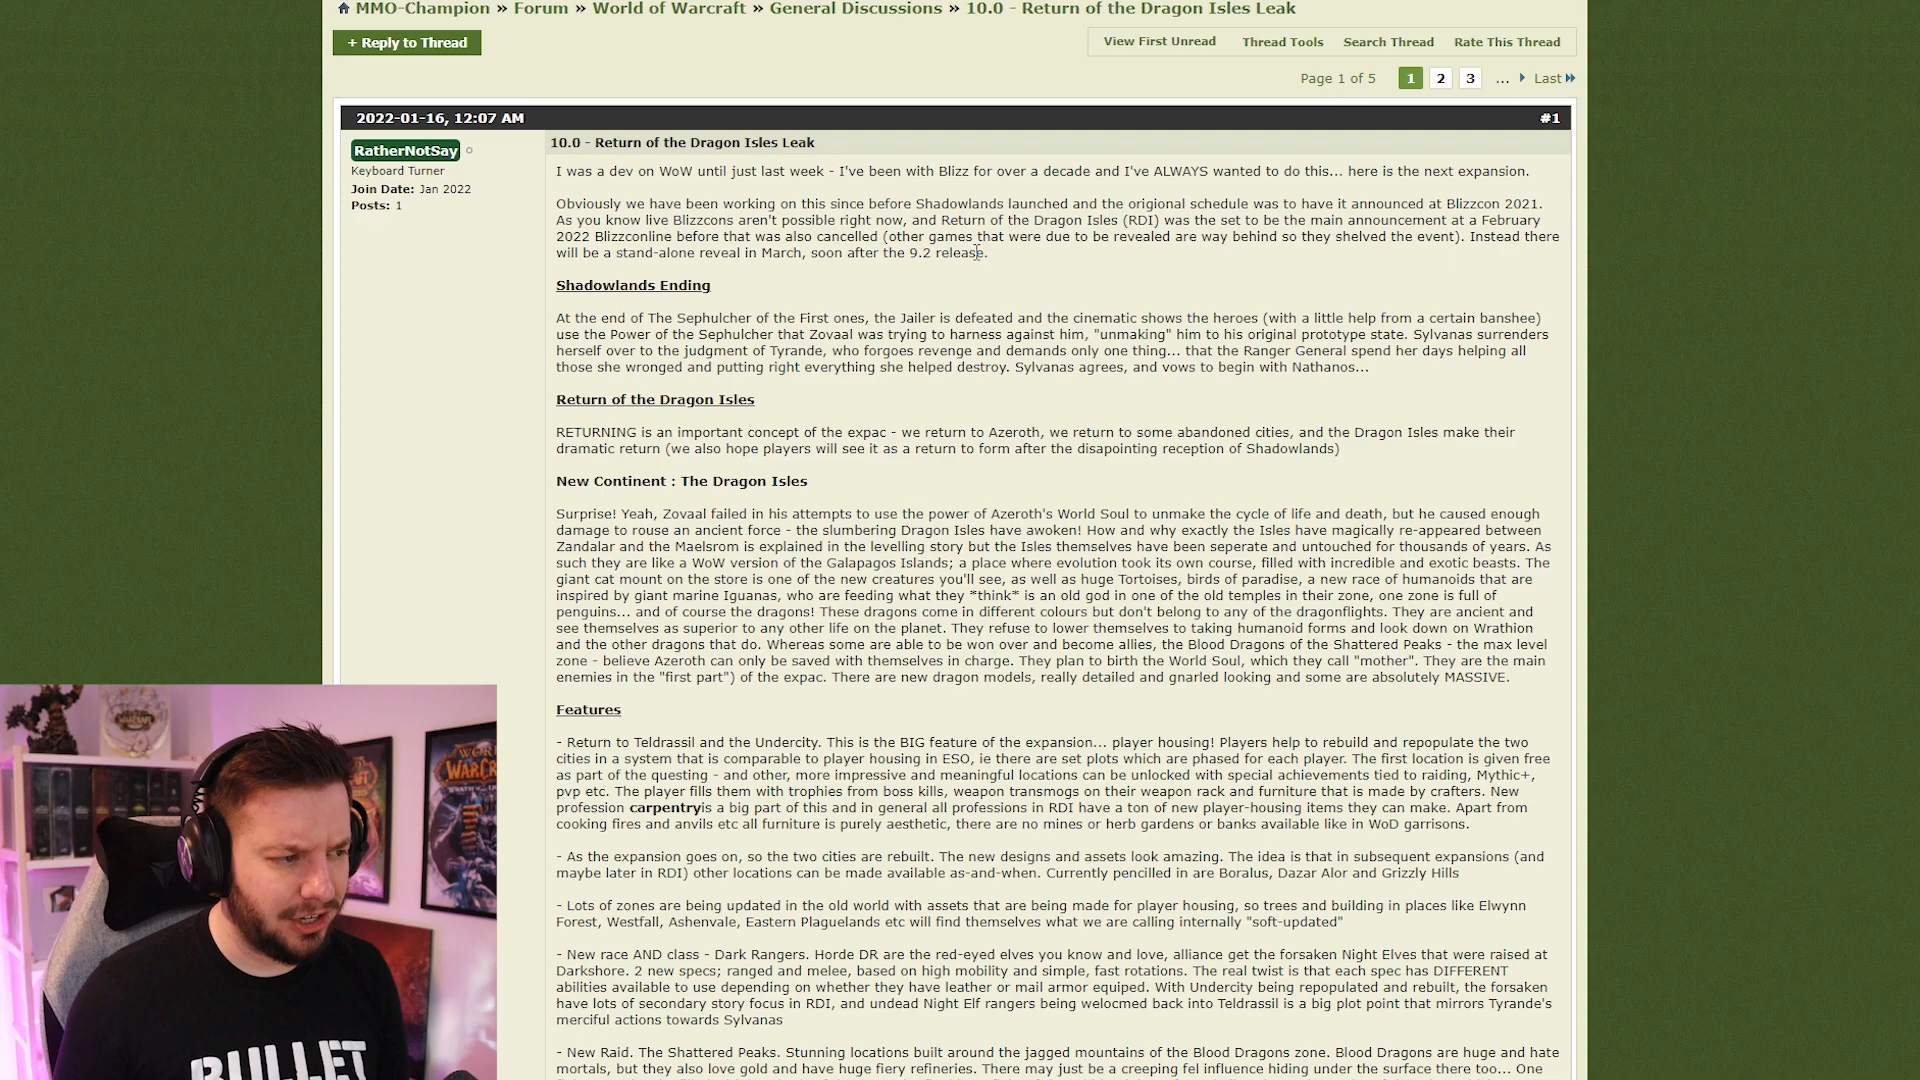 MMO-Champion » Forum » World of Warcraft » General Discussions » 10.0 - Return of the Dragon Isles Leak
+ Reply to Thread
View First Unread Thread Tools Search Thread Rate This Thread
Page 1 of 5 1 2 3 ... Last
2022-01-16, 12:07 AM #1
RatherNotSay
Keyboard Turner
Join Date: Jan 2022
Posts: 1
10.0 - Return of the Dragon Isles Leak
I was a dev on WoW until just last week - I've been with Blizz for over a decade and I've ALWAYS wanted to do this... here is the next expansion.
Obviously we have been working on this since before Shadowlands launched and the origional schedule was to have it announced at Blizzcon 2021.
As you know live Blizzcons aren't possible right now, and Return of the Dragon Isles (RDI) was the set to be the main announcement at a February
2022 Blizzconline before that was also cancelled (other games that were due to be revealed are way behind so they shelved the event). Instead there
will be a stand-alone reveal in March, soon after the 9.2 release.
Shadowlands Ending
At the end of The Sephulcher of the First ones, the Jailer is defeated and the cinematic shows the heroes (with a little help from a certain banshee)
use the Power of the Sephulcher that Zovaal was trying to harness against him, "unmaking" him to his original prototype state. Sylvanas surrenders
herself over to the judgment of Tyrande, who forgoes revenge and demands only one thing... that the Ranger General spend her days helping all
those she wronged and putting right everything she helped destroy. Sylvanas agrees, and vows to begin with Nathanos...
Return of the Dragon Isles
RETURNING is an important concept of the expac - we return to Azeroth, we return to some abandoned cities, and the Dragon Isles make their
dramatic return (we also hope players will see it as a return to form after the disapointing reception of Shadowlands)
New Continent : The Dragon Isles
Surprise! Yeah, Zovaal failed in his attempts to use the power of Azeroth's World Soul to unmake the cycle of life and death, but he caused enough
damage to rouse an ancient force - the slumbering Dragon Isles have awoken! How and why exactly the Isles have magically re-appeared between
Zandalar and the Maelsrom is explained in the levelling story but the Isles themselves have been seperate and untouched for thousands of years. As
such they are like a WoW version of the Galapagos Islands; a place where evolution took its own course, filled with incredible and exotic beasts. The
giant cat mount on the store is one of the new creatures you'll see, as well as huge Tortoises, birds of paradise, a new race of humanoids that are
inspired by giant marine Iguanas, who are feeding what they *think* is an old god in one of the old temples in their zone, one zone is full of
penguins... and of course the dragons! These dragons come in different colours but don't belong to any of the dragonflights. They are ancient and
see themselves as superior to any other life on the planet. They refuse to lower themselves to taking humanoid forms and look down on Wrathion
and the other dragons that do. Whereas some are able to be won over and become allies, the Blood Dragons of the Shattered Peaks - the max level
zone - believe Azeroth can only be saved with themselves in charge. They plan to birth the World Soul, which they call "mother". They are the main
enemies in the "first part") of the expac. There are new dragon models, really detailed and gnarled looking and some are absolutely MASSIVE.
Features
- Return to Teldrassil and the Undercity. This is the BIG feature of the expansion... player housing! Players help to rebuild and repopulate the two
cities in a system that is comparable to player housing in ESO, ie there are set plots which are phased for each player. The first location is given free
as part of the questing - and other, more impressive and meaningful locations can be unlocked with special achievements tied to raiding, Mythic+,
pvp etc. The player fills them with trophies from boss kills, weapon transmogs on their weapon rack and furniture that is made by crafters. New
profession carpentryis a big part of this and in general all professions in RDI have a ton of new player-housing items they can make. Apart from
cooking fires and anvils etc all furniture is purely aesthetic, there are no mines or herb gardens or banks available like in WoD garrisons.
- As the expansion goes on, so the two cities are rebuilt. The new designs and assets look amazing. The idea is that in subsequent expansions (and
maybe later in RDI) other locations can be made available as-and-when. Currently pencilled in are Boralus, Dazar Alor and Grizzly Hills
- Lots of zones are being updated in the old world with assets that are being made for player housing, so trees and building in places like Elwynn
Forest, Westfall, Ashenvale, Eastern Plaguelands etc will find themselves what we are calling internally "soft-updated"
- New race AND class - Dark Rangers. Horde DR are the red-eyed elves you know and love, alliance get the forsaken Night Elves that were raised at
Darkshore. 2 new specs; ranged and melee, based on high mobility and simple, fast rotations. The real twist is that each spec has DIFFERENT
abilities available to use depending on whether they have leather or mail armor equiped. With Undercity being repopulated and rebuilt, the forsaken
have lots of secondary story focus in RDI, and undead Night Elf rangers being welocmed back into Teldrassil is a big plot point that mirrors Tyrande's
merciful actions towards Sylvanas
- New Raid. The Shattered Peaks. Stunning locations built around the jagged mountains of the Blood Dragons zone. Blood Dragons are huge and hate
mortals, but they also love gold and have huge fiery refineries. There may just be a creeping fel influence hiding under the surface there too... One
BULLET